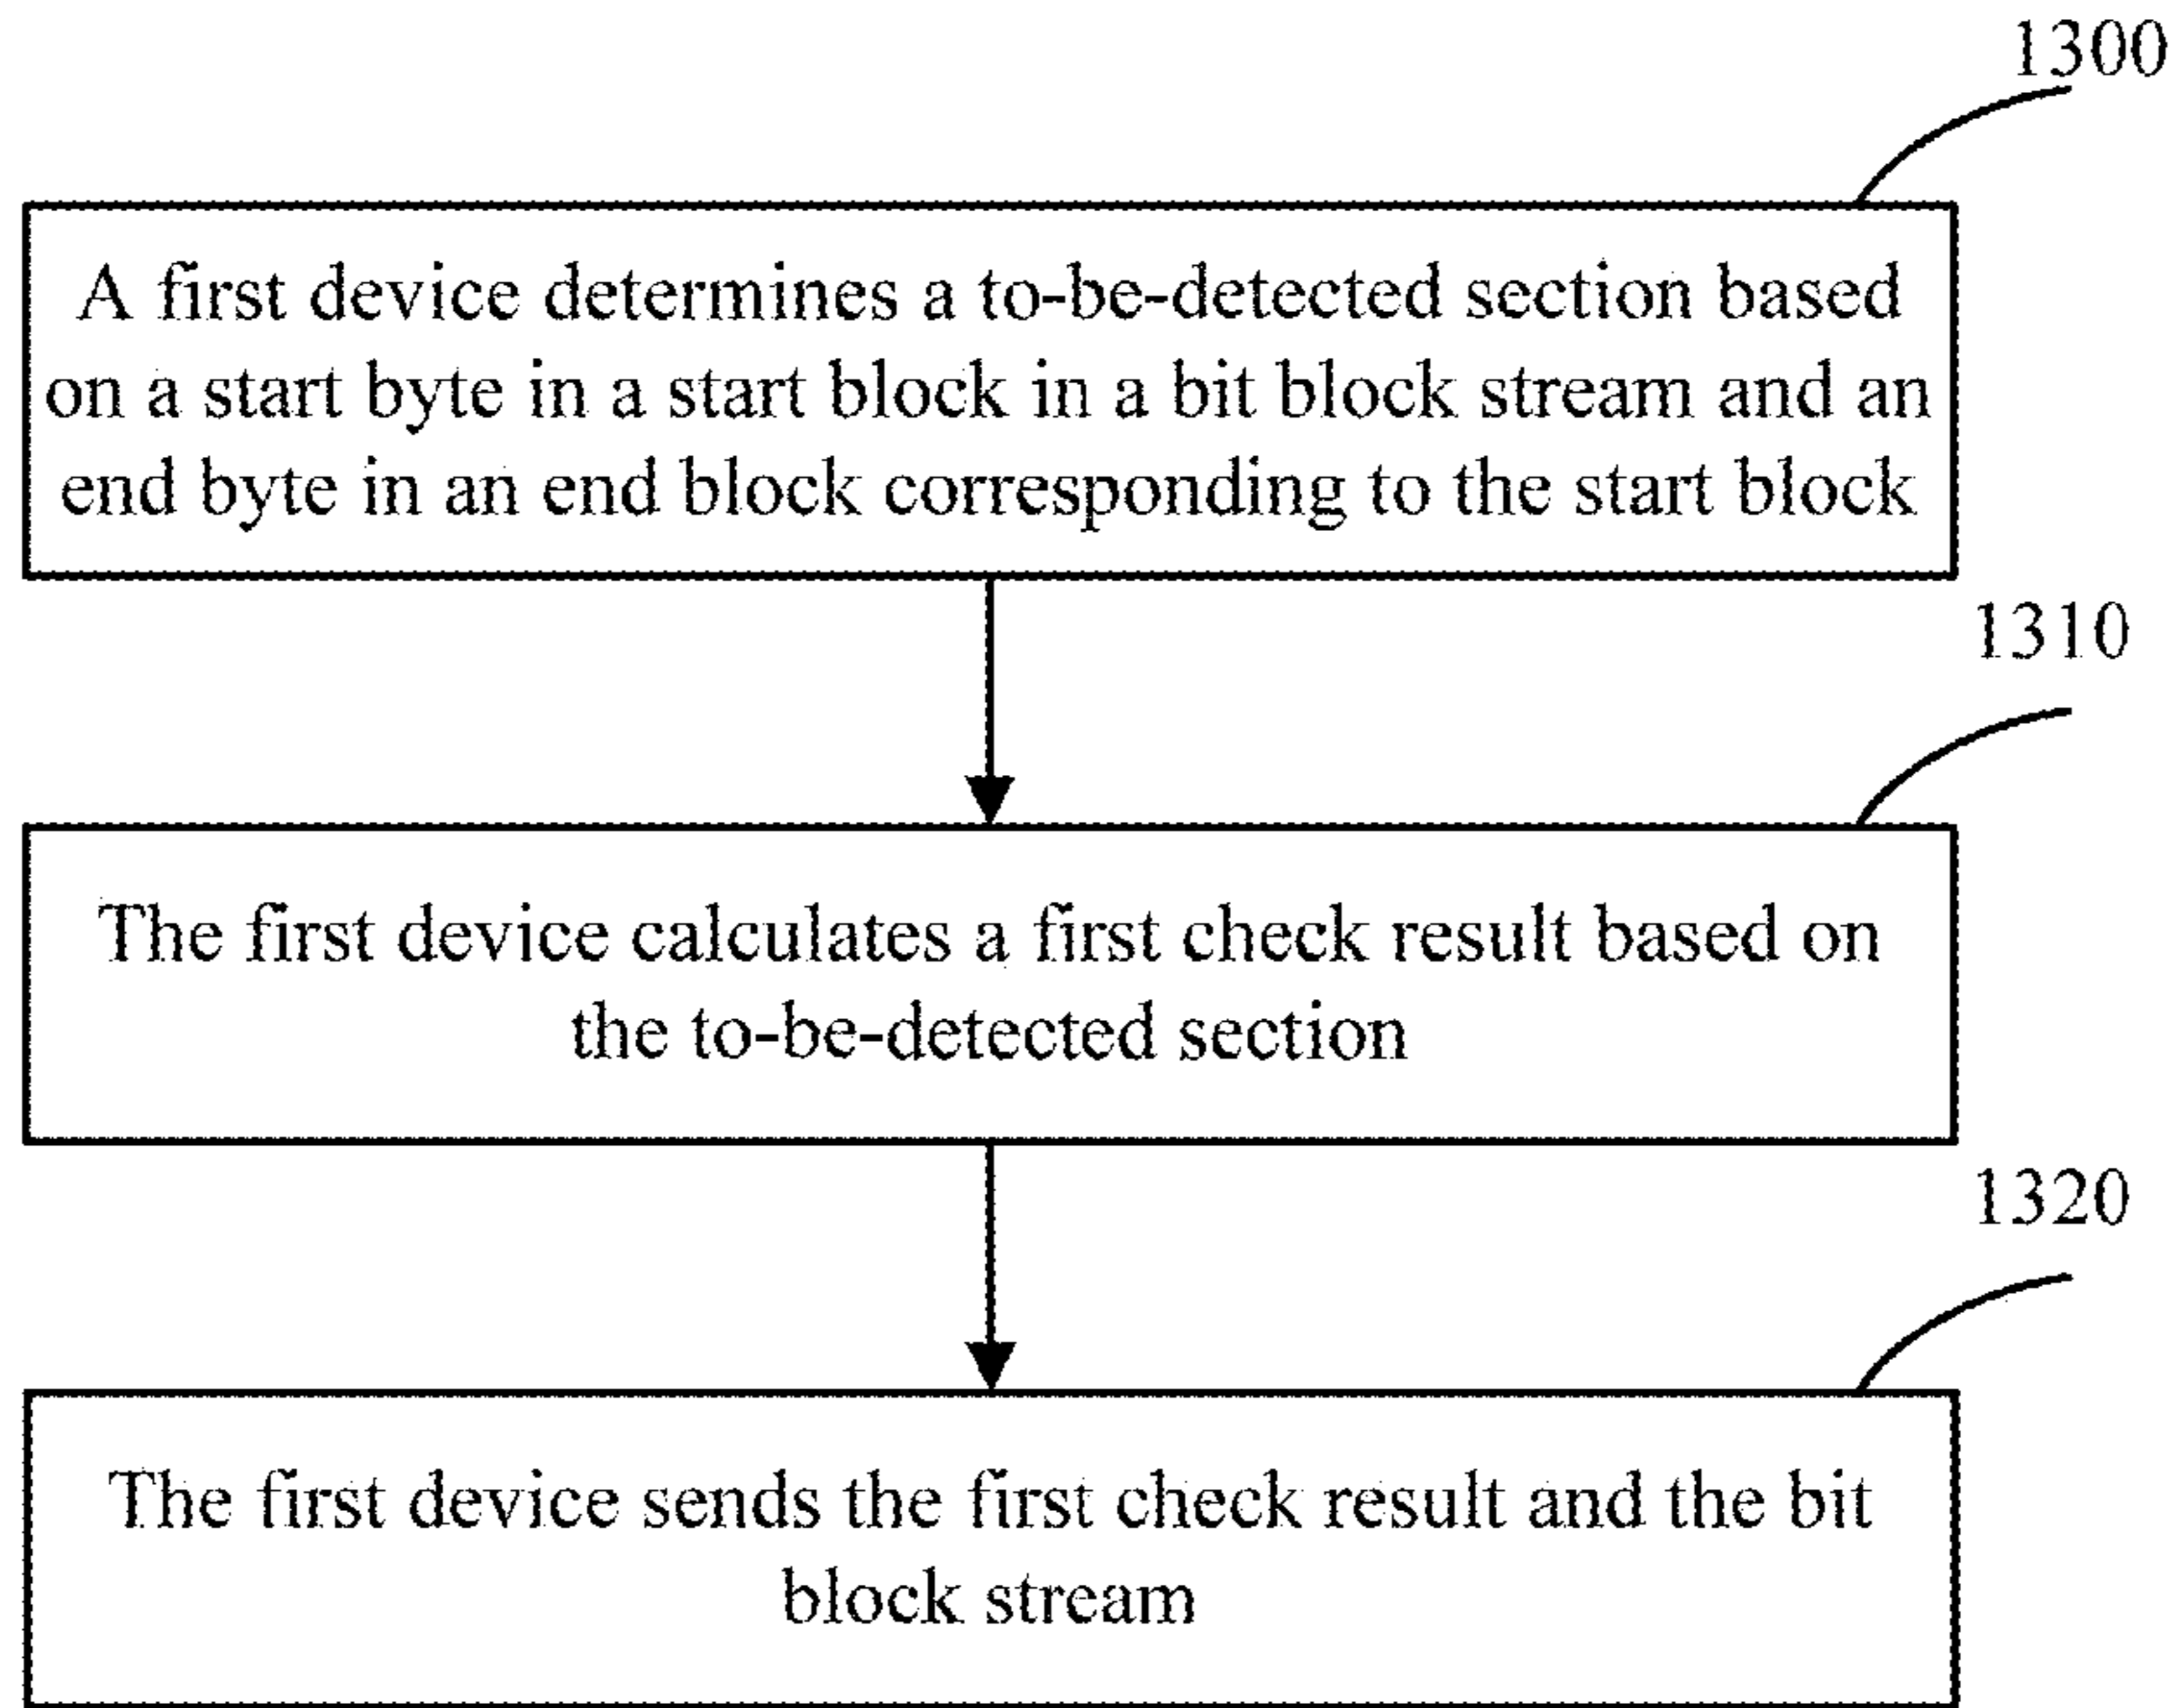 1300
A first device determines a to-be-detected section based
on a start byte in a start block in a bit block stream and an
end byte in an end block corresponding to the start block
1310
The first device calculates a first check result based on
the to-be-detected section
1320
The first device sends the first check result and the bit
block stream